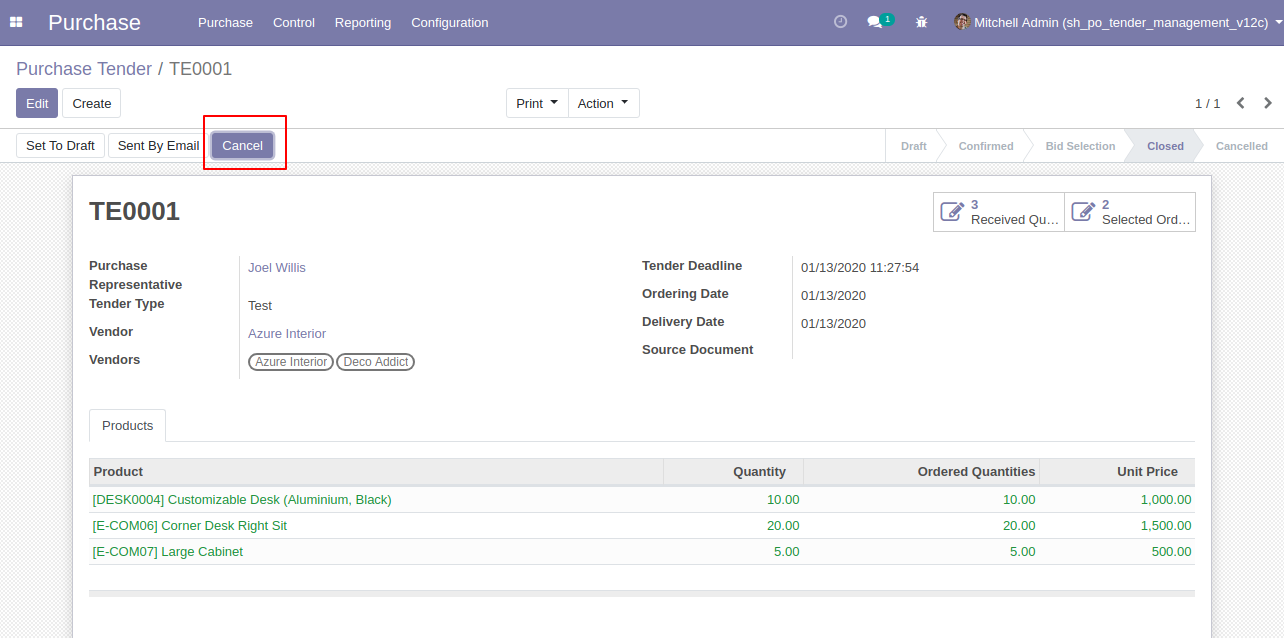 Purchase Purchase Control Reporting Configuration 1 Mitchell Admin (sh_po_tender_management_v12c)
Purchase Tender / TE0001
Edit Create Print Action 1 / 1
Set To Draft Sent By Email Cancel Draft Confirmed Bid Selection Closed Cancelled
TE0001
3
Received Qu…
2
Selected Ord…
Purchase Representative
Joel Willis
Tender Type
Test
Vendor
Azure Interior
Vendors
Azure Interior Deco Addict
Tender Deadline 01/13/2020 11:27:54
Ordering Date 01/13/2020
Delivery Date 01/13/2020
Source Document
Products
Product Quantity Ordered Quantities Unit Price
[DESK0004] Customizable Desk (Aluminium, Black) 10.00 10.00 1,000.00
[E-COM06] Corner Desk Right Sit 20.00 20.00 1,500.00
[E-COM07] Large Cabinet 5.00 5.00 500.00